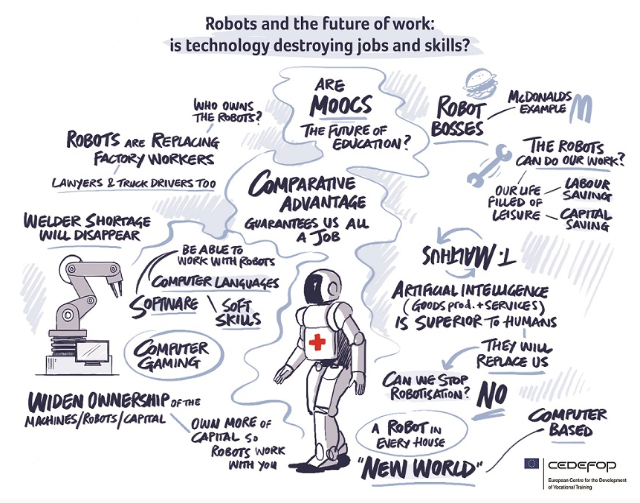 Robots and the future of work:
is technology destroying jobs and skills?
ARE
MOOCS
THE FUTURE OF
EDUCATION?
WHO OWNS
THE ROBOTS?
ROBOTS ARE REPLACING
FACTORY WORKERS
LAWYERS & TRUCK DRIVERS TOO
ROBOT
BOSSES
McDONALDS
EXAMPLE
THE ROBOTS
CAN DO OUR WORK?
OUR LIFE
FILLED OF
LEISURE
LABOUR
SAVING
CAPITAL
SAVING
COMPARATIVE
ADVANTAGE
GUARANTEES US ALL
A JOB
WELDER SHORTAGE
WILL DISAPPEAR
BE ABLE TO
WORK WITH ROBOTS
COMPUTER LANGUAGES
SOFTWARE
SOFT
SKILLS
COMPUTER
GAMING
T. MALTHUS
ARTIFICIAL INTELLIGENCE
(GOODS PROD. + SERVICES)
IS SUPERIOR TO HUMANS
THEY WILL
REPLACE US
CAN WE STOP
ROBOTISATION?
NO
WIDEN OWNERSHIP OF THE
MACHINES/ROBOTS/CAPITAL
OWN MORE OF
CAPITAL SO
ROBOTS WORK
WITH YOU
A ROBOT IN
EVERY HOUSE
"NEW WORLD"
COMPUTER
BASED
CEDEFOP
European Centre for the Development
of Vocational Training